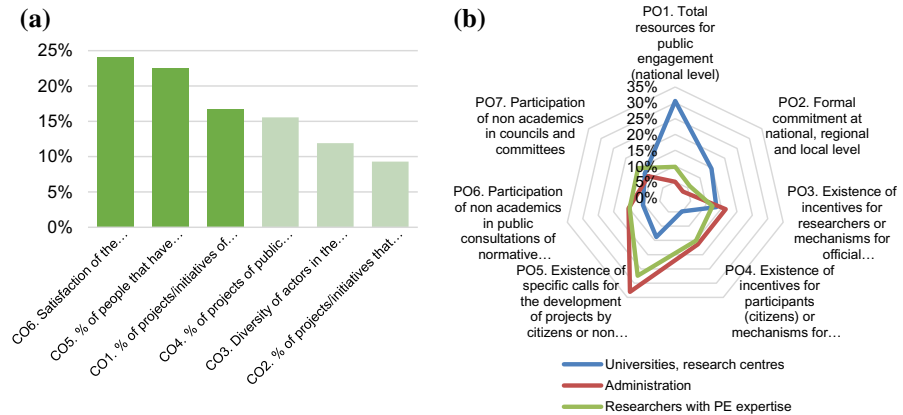 (a)
25%
20%
15%
10%
5%
0%
CO6. Satisfaction of the…
CO5. % of people that have…
CO1. % of projects/initiatives of…
CO4. % of projects of public…
CO3. Diversity of actors in the…
CO2. % of projects/initiatives that…
(b)
PO1. Total
resources for
public
engagement
(national level)
35%
30%
25%
20%
15%
10%
5%
0%
PO2. Formal
commitment at
national, regional
and local level
PO3. Existence of
incentives for
researchers or
mechanisms for
official…
PO4. Existence of
incentives for
participants
(citizens) or
mechanisms for…
PO5. Existence of
specific calls for
the development
of projects by
citizens or non…
PO6. Participation
of non academics
in public
consultations of
normative…
PO7. Participation
of non academics
in councils and
committees
Universities, research centres
Administration
Researchers with PE expertise